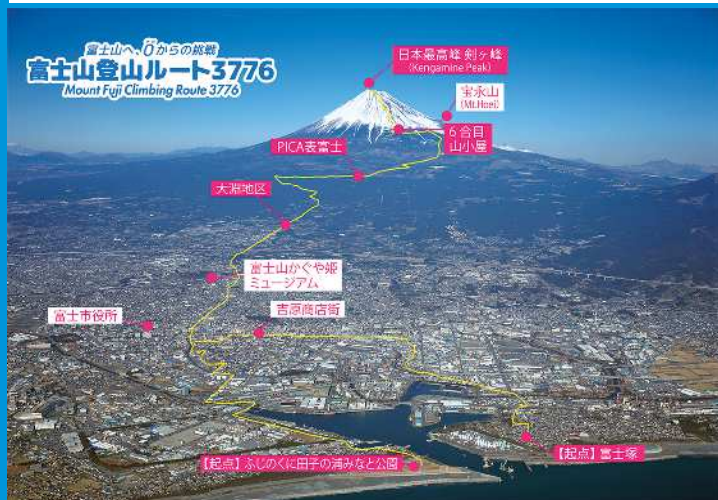 富士山へ、0からの挑戦
富士山登山ルート3776
Mount Fuji Climbing Route 3776
日本最高峰 剣ヶ峰
(Kengamine Peak)
宝永山
(Mt.Hoei)
6合目
山小屋
PICA表富士
大淵地区
富士山かぐや姫
ミュージアム
吉原商店街
富士市役所
【起点】富士塚
【起点】ふじのくに田子の浦みなと公園